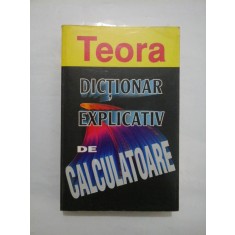 Teora
DICȚIONAR
EXPLICATIV
DE
CALCULATOARE